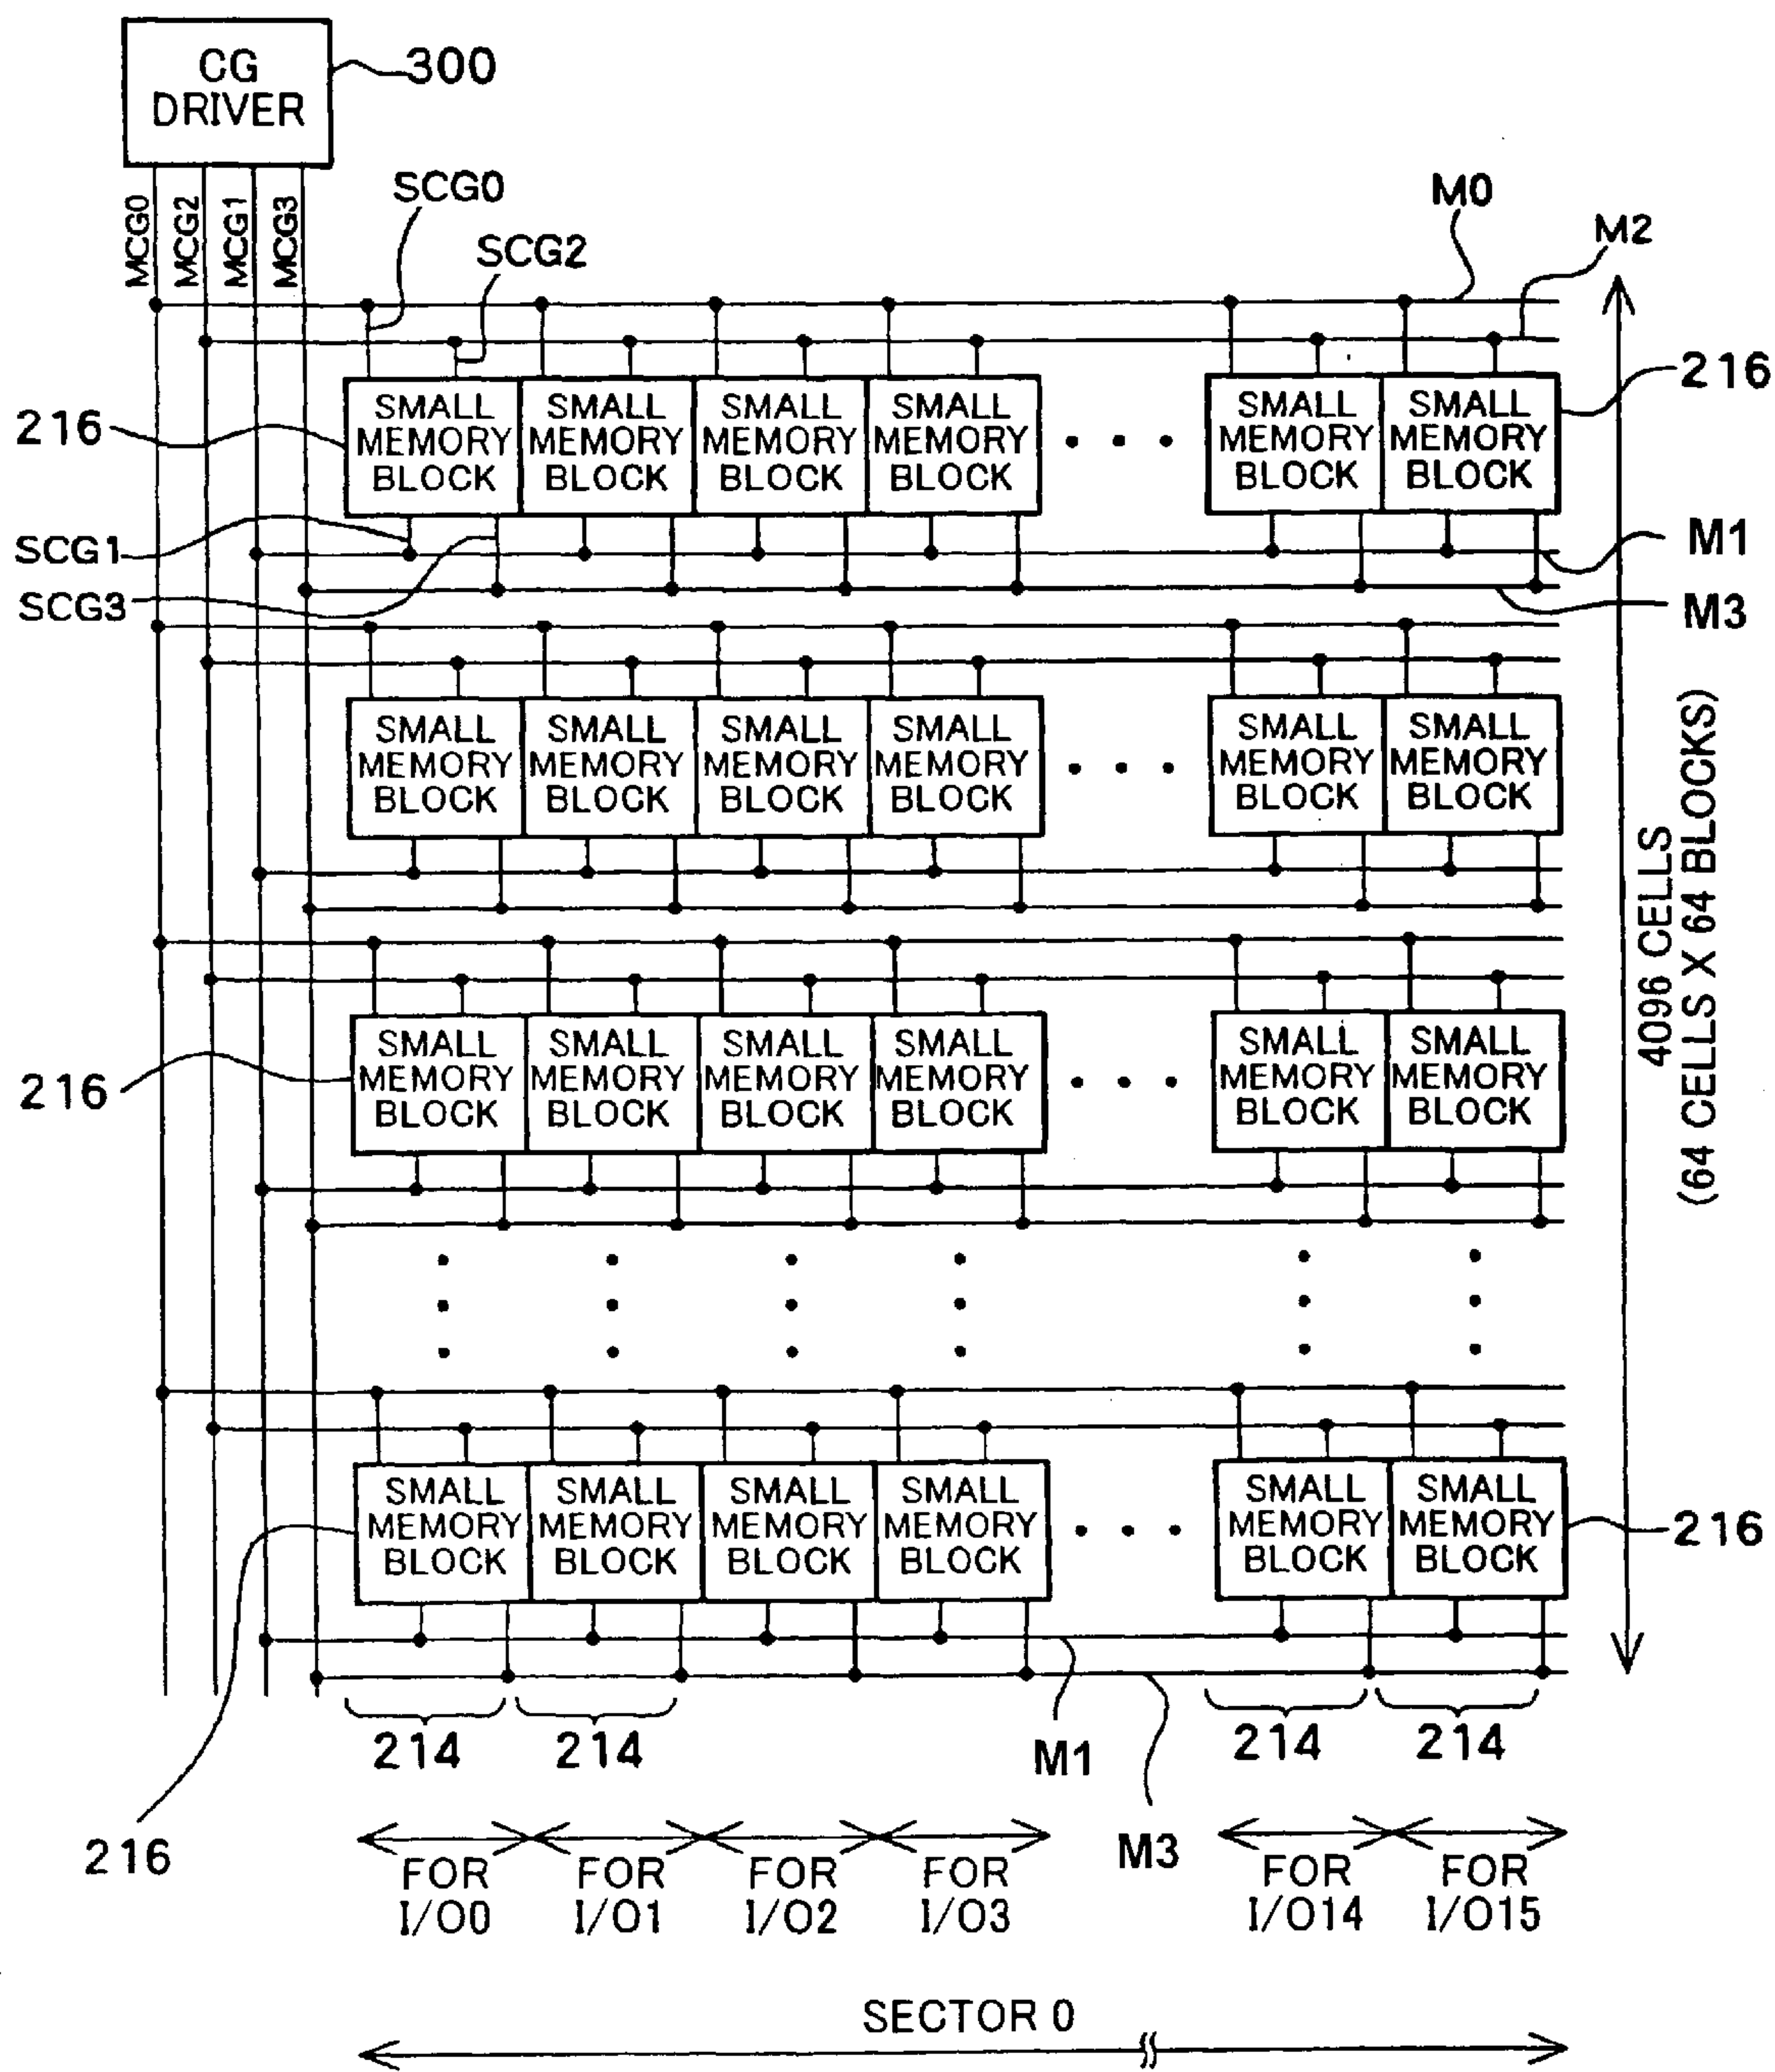 CG
DRIVER
300
MCG0
MCG2
MCG1
MCG3
SCG0
SCG2
M0
M2
216
SMALL MEMORY BLOCK
SMALL MEMORY BLOCK
SMALL MEMORY BLOCK
SMALL MEMORY BLOCK
SMALL MEMORY BLOCK
SMALL MEMORY BLOCK
216
SCG1
SCG3
M1
M3
SMALL MEMORY BLOCK
SMALL MEMORY BLOCK
SMALL MEMORY BLOCK
SMALL MEMORY BLOCK
SMALL MEMORY BLOCK
SMALL MEMORY BLOCK
4096 CELLS
(64 CELLS X 64 BLOCKS)
216
SMALL MEMORY BLOCK
SMALL MEMORY BLOCK
SMALL MEMORY BLOCK
SMALL MEMORY BLOCK
SMALL MEMORY BLOCK
SMALL MEMORY BLOCK
SMALL MEMORY BLOCK
SMALL MEMORY BLOCK
SMALL MEMORY BLOCK
SMALL MEMORY BLOCK
SMALL MEMORY BLOCK
SMALL MEMORY BLOCK
216
214
214
M1
214
214
216
M3
FOR
I/O0
FOR
I/O1
FOR
I/O2
FOR
I/O3
FOR
I/O14
FOR
I/O15
SECTOR 0